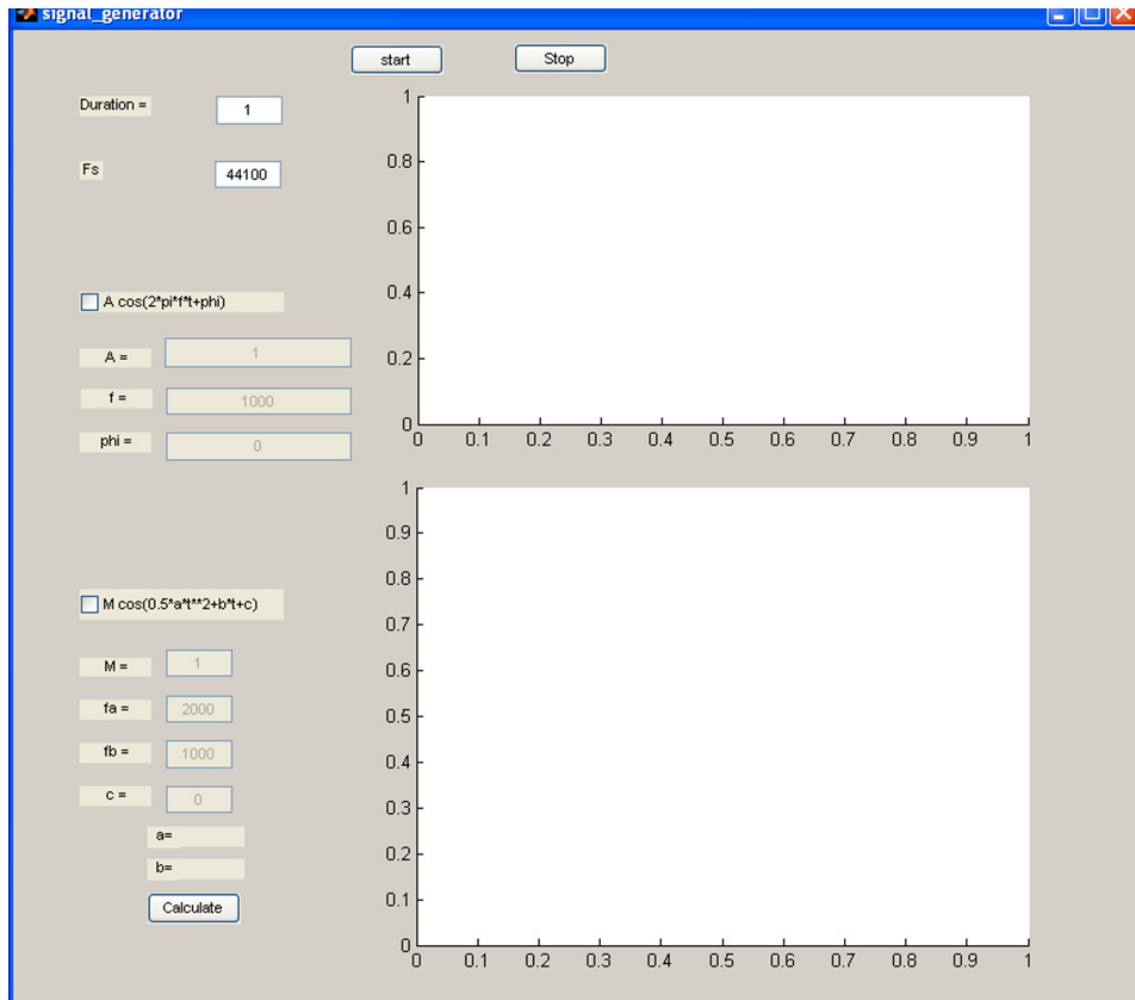 signal_generator
start Stop
Duration = 1
Fs 44100
A cos(2*pi*f*t+phi)
A = 1
f = 1000
phi = 0
M cos(0.5*a*t**2+b*t+c)
M = 1
fa = 2000
fb = 1000
c = 0
a=
b=
Calculate
1
0.8
0.6
0.4
0.2
0
0 0.1 0.2 0.3 0.4 0.5 0.6 0.7 0.8 0.9 1
1
0.9
0.8
0.7
0.6
0.5
0.4
0.3
0.2
0.1
0
0 0.1 0.2 0.3 0.4 0.5 0.6 0.7 0.8 0.9 1